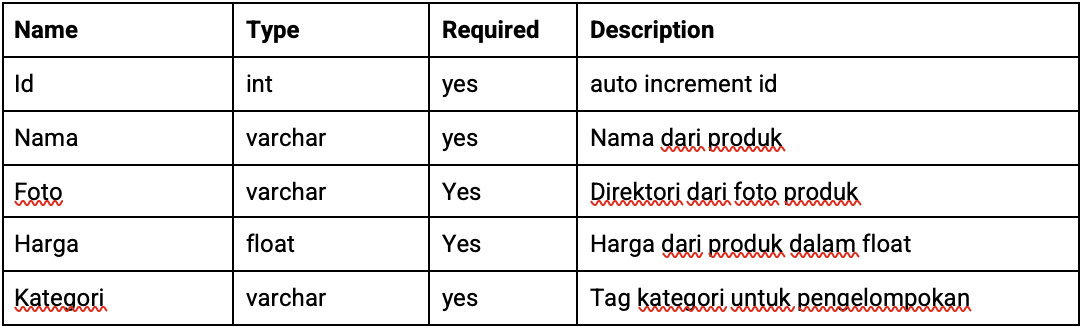 Name Type Required Description
Id int yes auto increment id
Nama varchar yes Nama dari produk
Foto varchar Yes Direktori dari foto produk
Harga float Yes Harga dari produk dalam float
Kategori varchar yes Tag kategori untuk pengelompokan